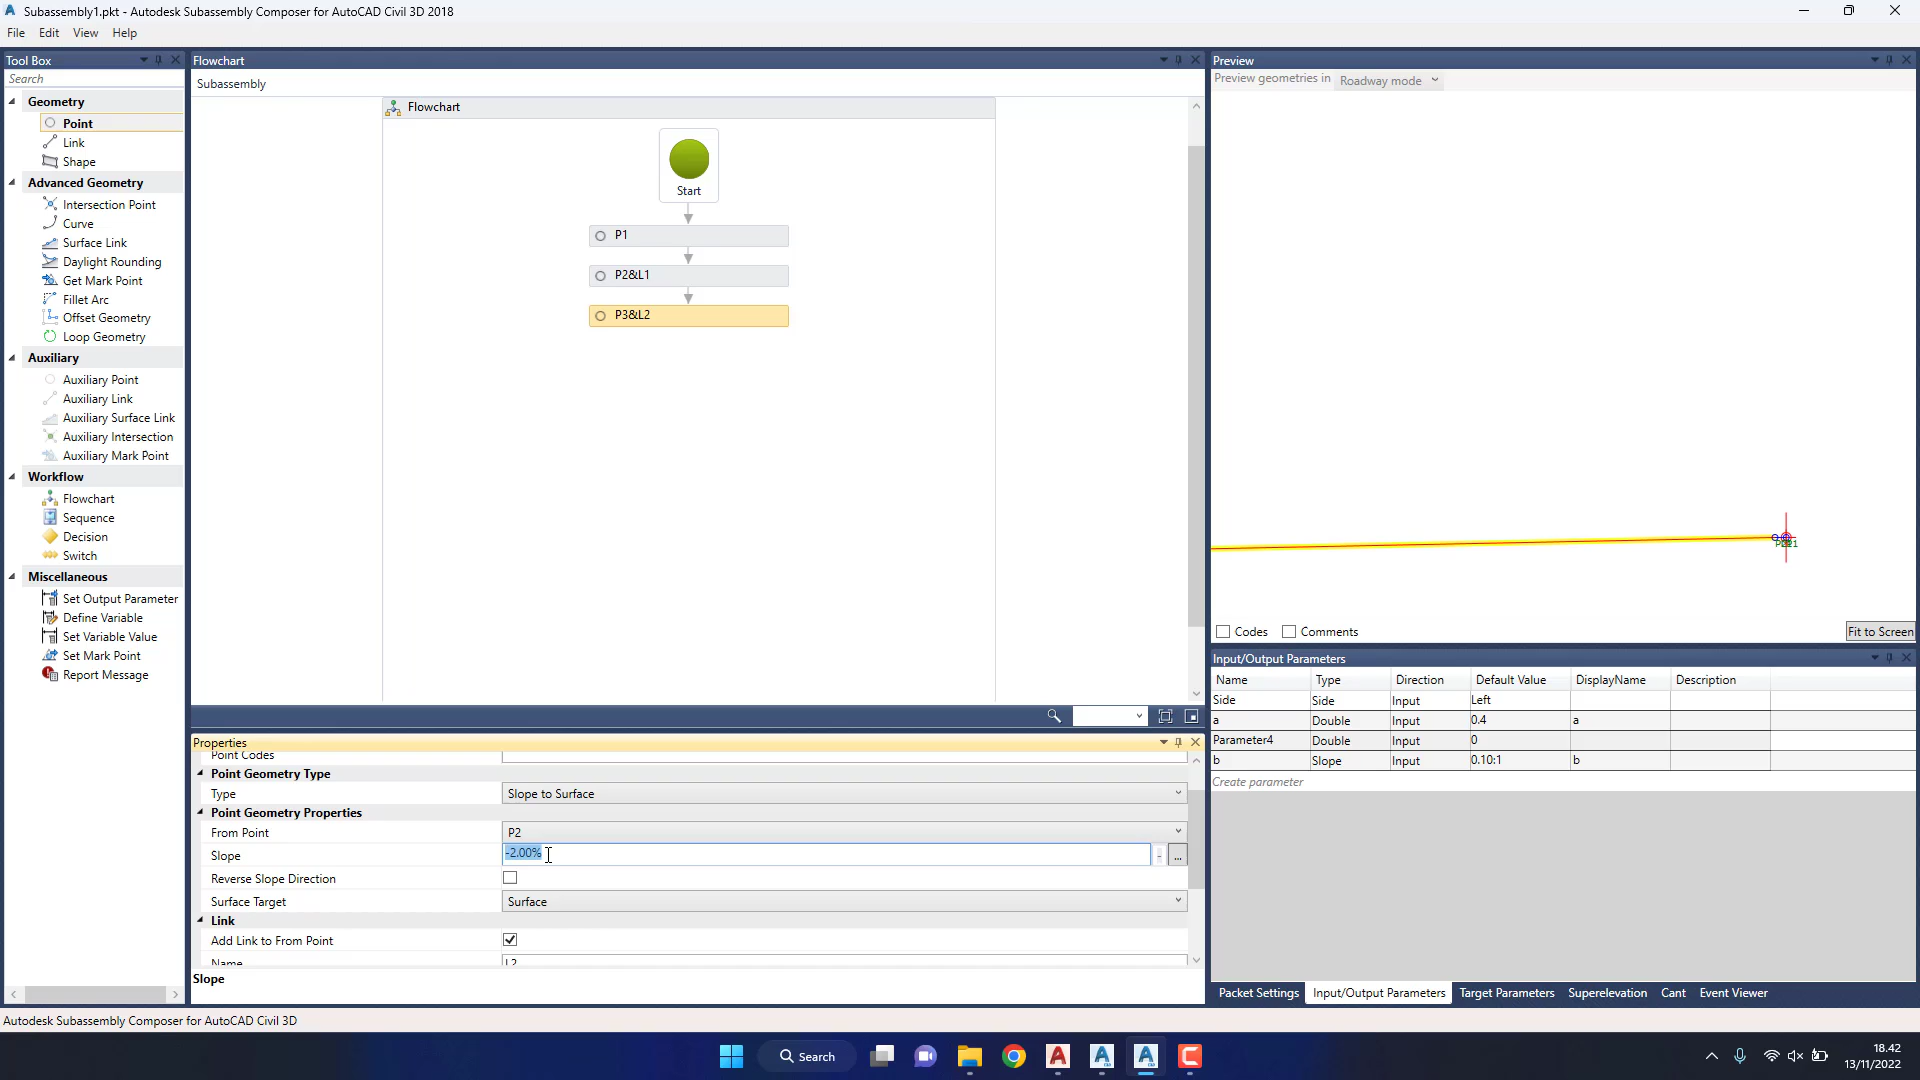 Subassembly1.pkt - Autodesk Subassembly Composer for AutoCAD Civil 3D 2018
File Edit View Help
Tool Box
Search
Geometry
Point
Link
Shape
Advanced Geometry
Intersection Point
Curve
Surface Link
Daylight Rounding
Get Mark Point
Fillet Arc
Offset Geometry
Loop Geometry
Auxiliary
Auxiliary Point
Auxiliary Link
Auxiliary Surface Link
Auxiliary Intersection
Auxiliary Mark Point
Workflow
Flowchart
Sequence
Decision
Switch
Miscellaneous
Set Output Parameter
Define Variable
Set Variable Value
Set Mark Point
Report Message
Flowchart
Subassembly
Flowchart
Start
P1
P2&L1
P3&L2
Properties
Point Codes
Point Geometry Type
Type Slope to Surface
Point Geometry Properties
From Point P2
Slope -2.00% ...
Reverse Slope Direction
Surface Target Surface
Link
Add Link to From Point
Name L2
Slope
Preview
Preview geometries in Roadway mode
Codes Comments Fit to Screen
Input/Output Parameters
Name Type Direction Default Value DisplayName Description
Side Side Input Left
a Double Input 0.4 a
Parameter4 Double Input 0
b Slope Input 0.10:1 b
Create parameter
Packet Settings Input/Output Parameters Target Parameters Superelevation Cant Event Viewer
Autodesk Subassembly Composer for AutoCAD Civil 3D
Search
18.42
13/11/2022